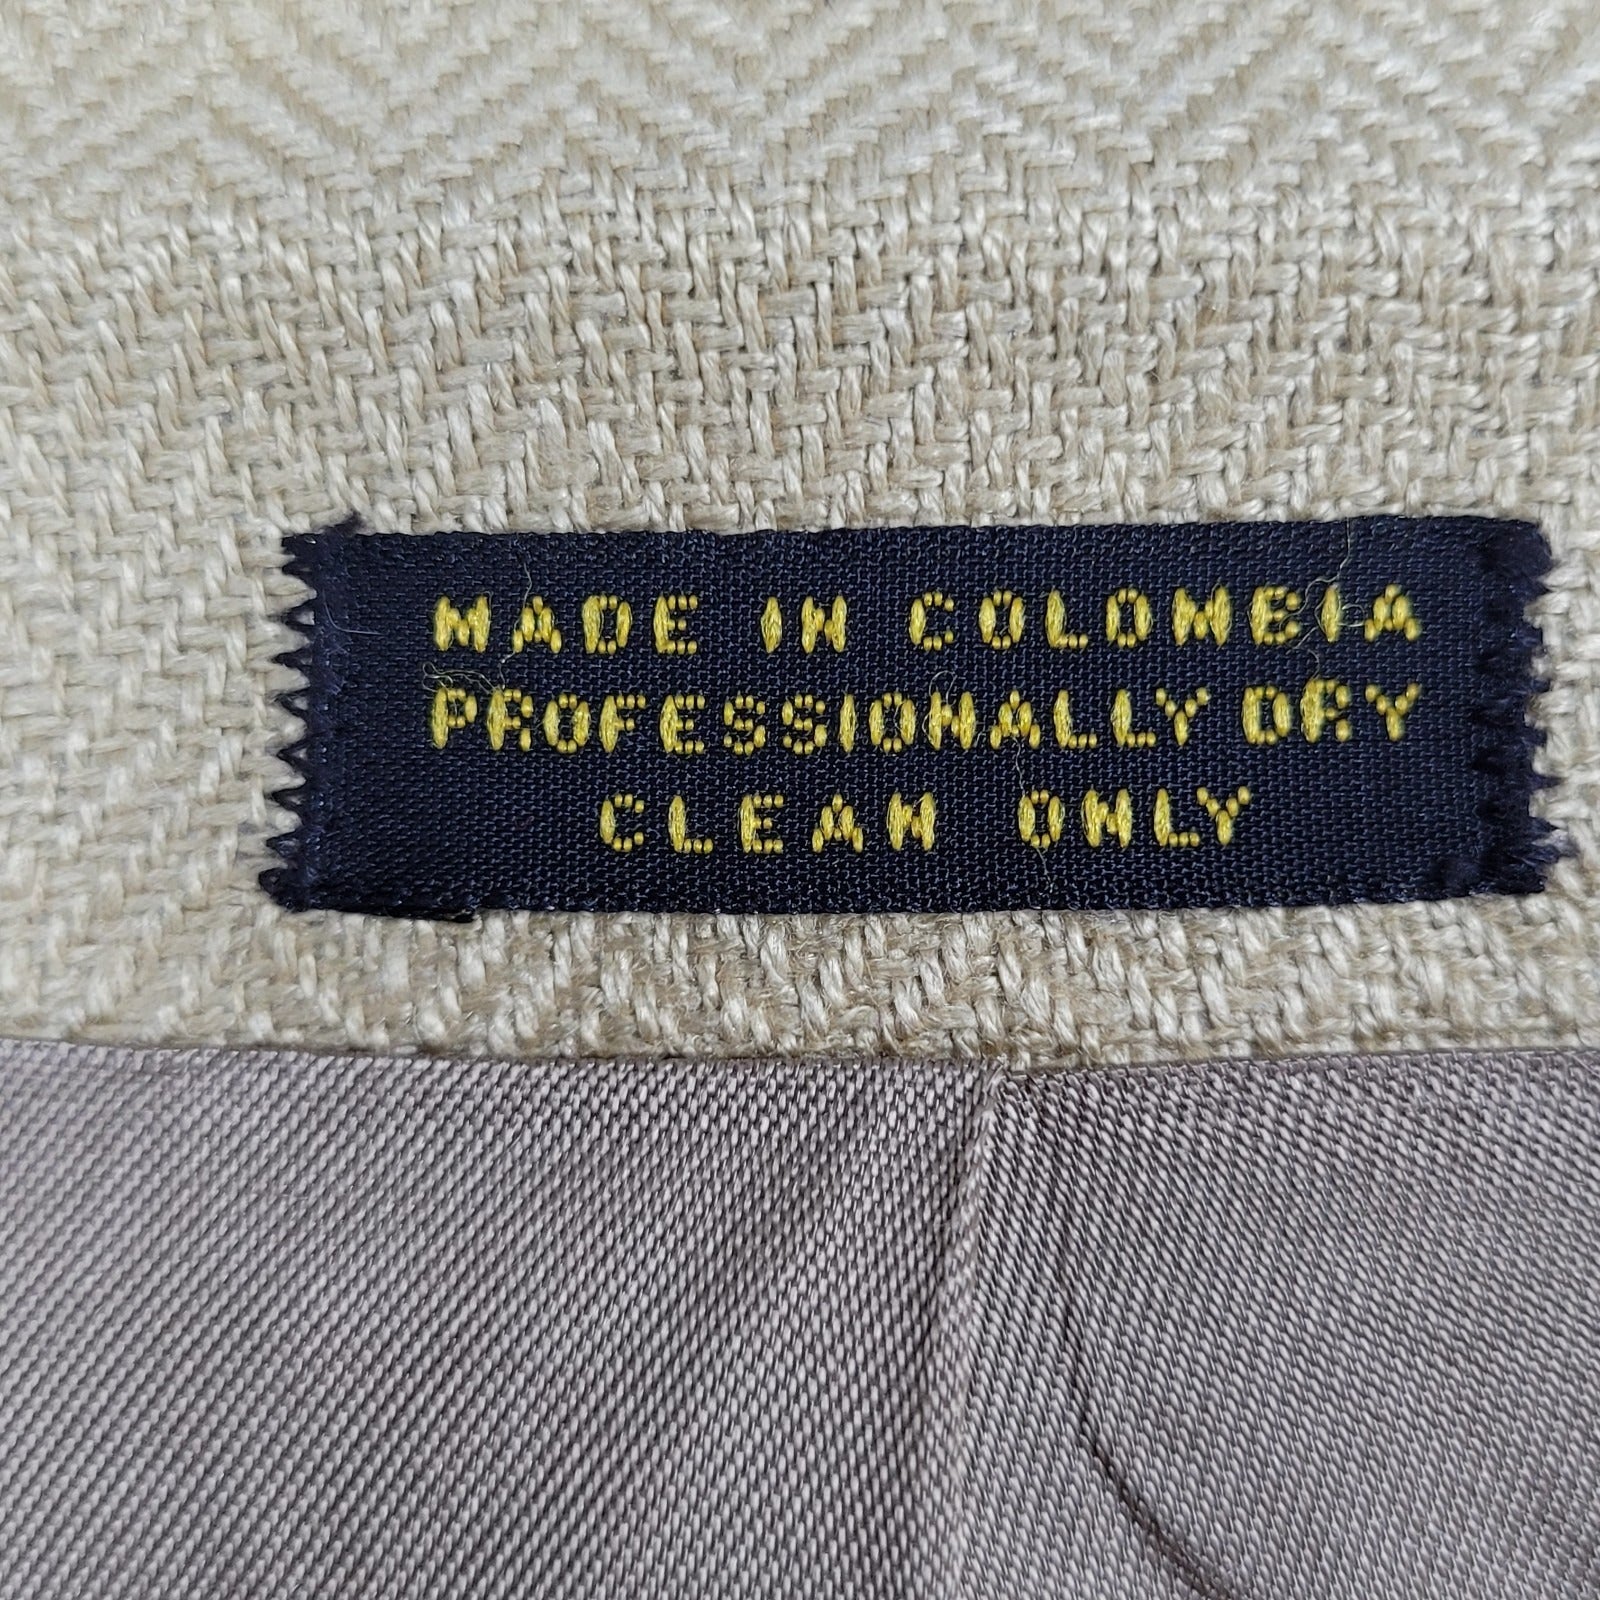 MADE IN COLOMBIA
PROFESSIONALLY DRY
CLEAN ONLY